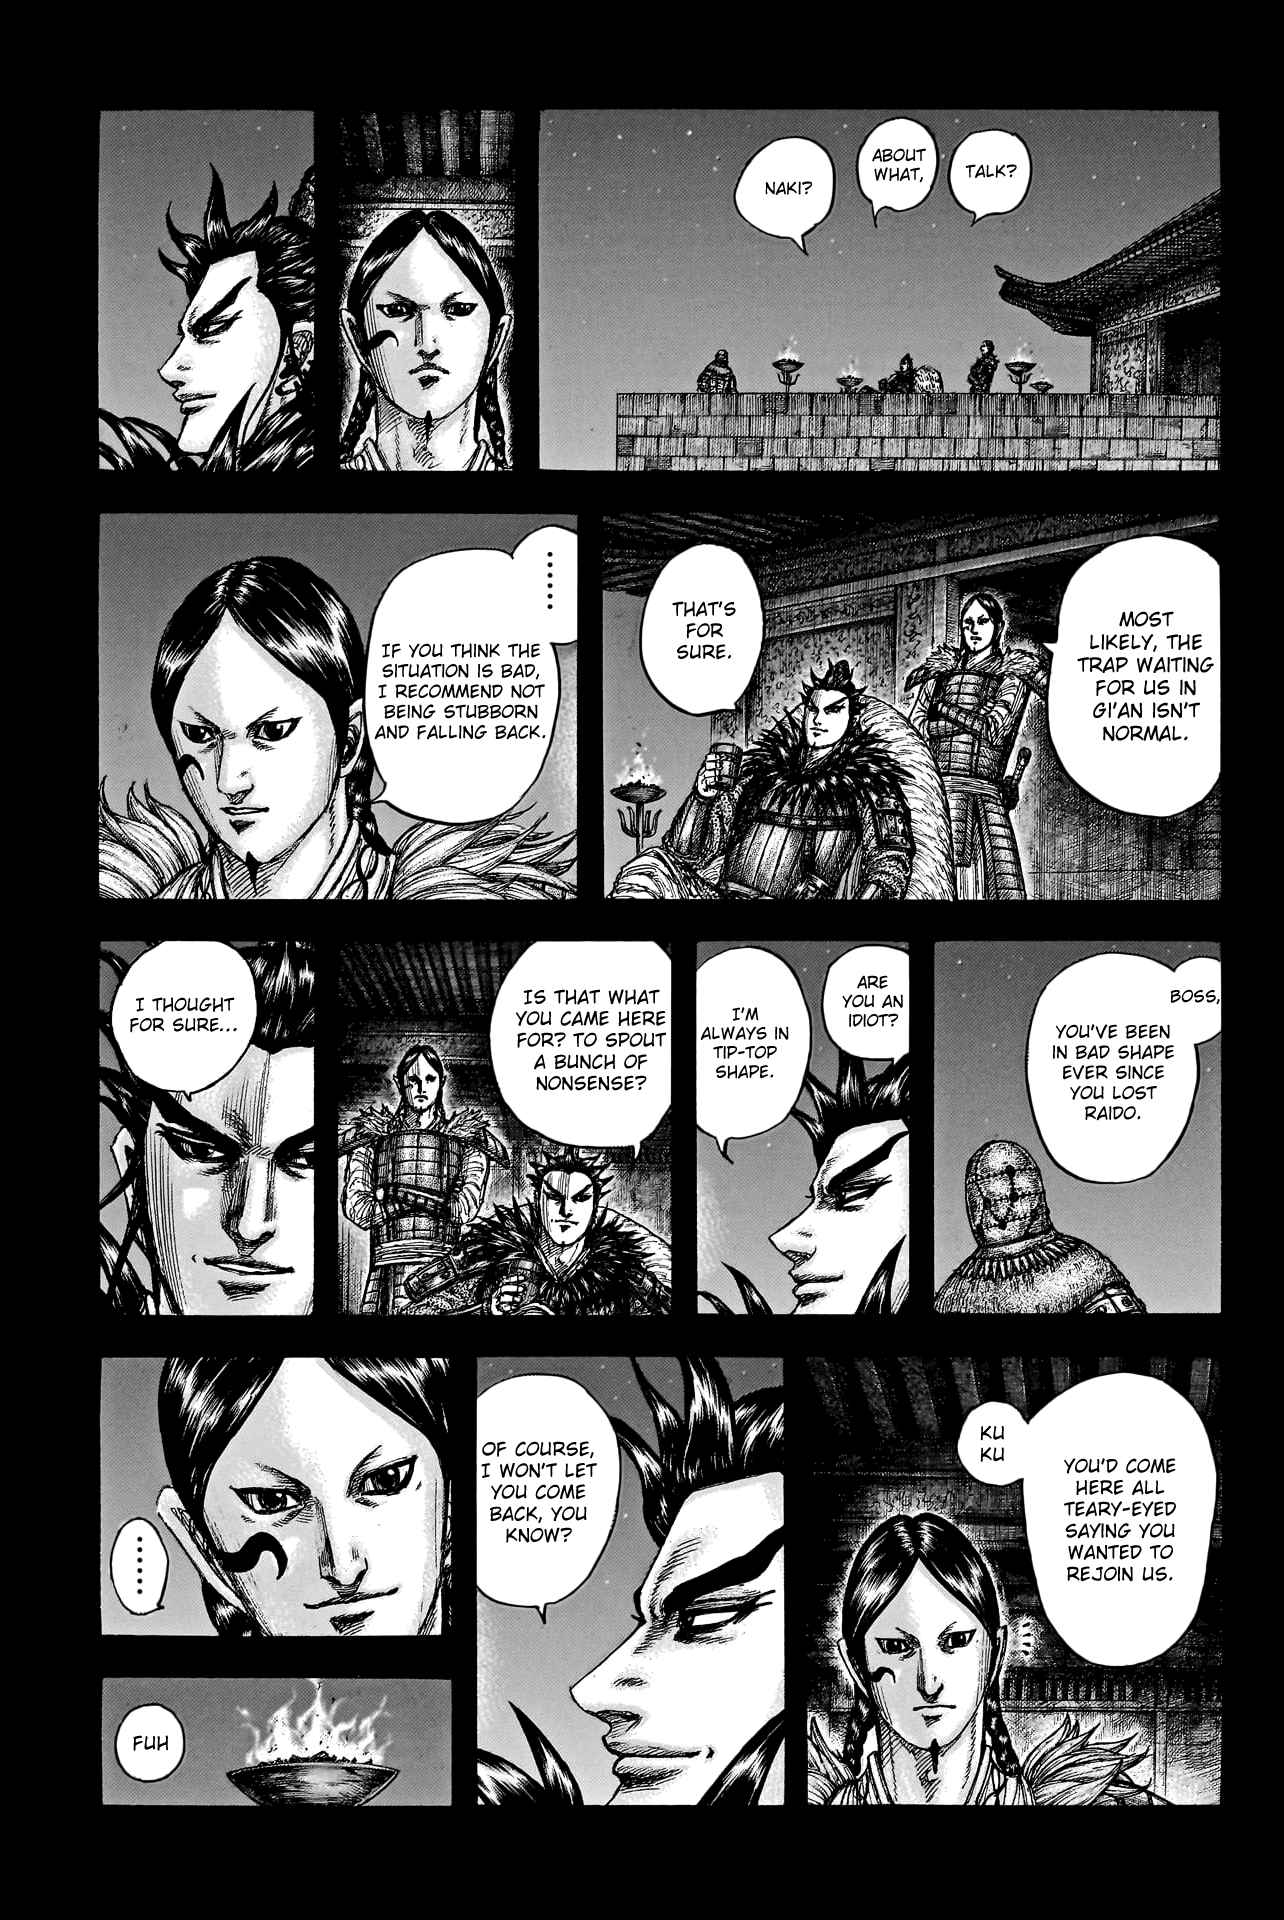 TALK?
ABOUT
WHAT,
NAKI?
MOST
LIKELY, THE
TRAP WAITING
FOR US IN
GI'AN ISN'T
NORMAL.
THAT'S
FOR
SURE.
......
IF YOU THINK THE
SITUATION IS BAD,
I RECOMMEND NOT
BEING STUBBORN
AND FALLING BACK.
BOSS,
YOU'VE BEEN
IN BAD SHAPE
EVER SINCE
YOU LOST
RAIDO.
ARE
YOU AN
IDIOT?
I'M
ALWAYS IN
TIP-TOP
SHAPE.
IS THAT WHAT
YOU CAME HERE
FOR? TO SPOUT
A BUNCH OF
NONSENSE?
I THOUGHT
FOR SURE...
YOU'D COME
HERE ALL
TEARY-EYED
SAYING YOU
WANTED TO
REJOIN US.
KU
KU
OF COURSE,
I WON'T LET
YOU COME
BACK, YOU
KNOW?
......
FUH